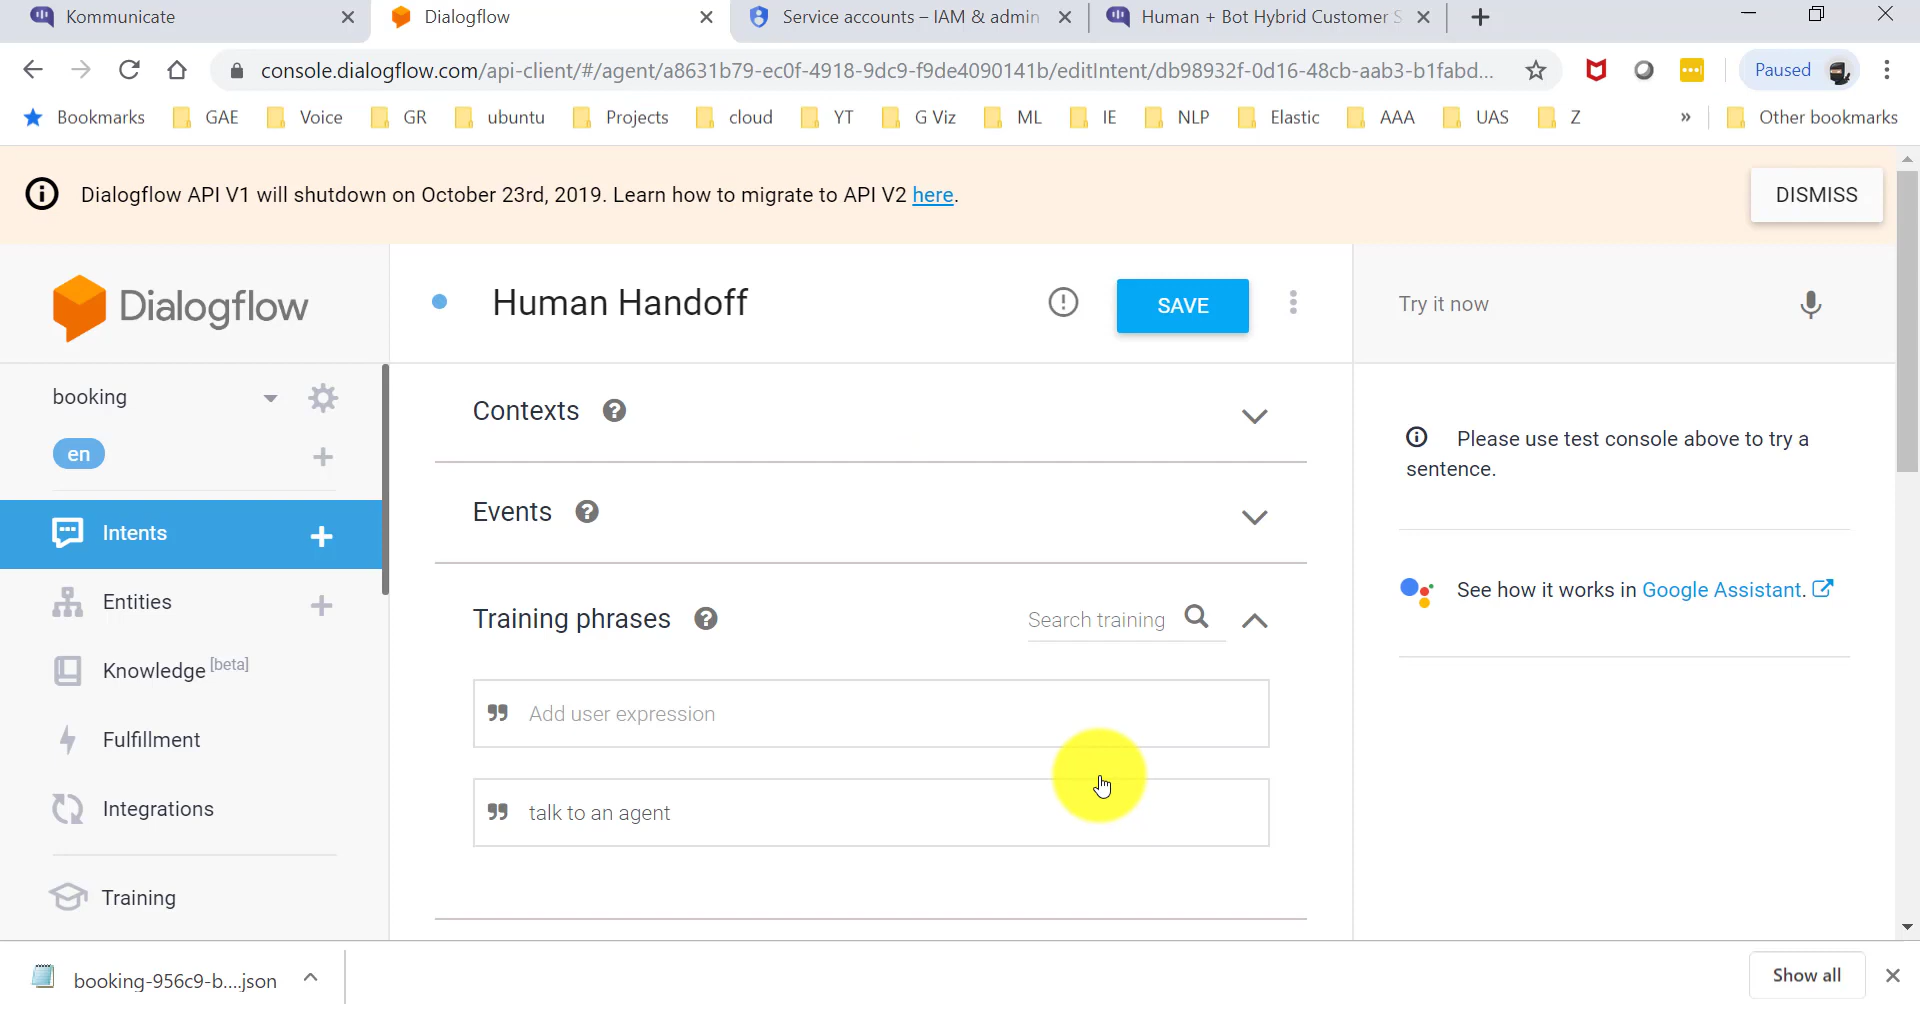 Kommunicate
Dialogflow
Service accounts – IAM & admin
Human + Bot Hybrid Customer S
console.dialogflow.com/api-client/#/agent/a8631b79-ec0f-4918-9dc9-f9de4090141b/editIntent/db98932f-0d16-48cb-aab3-b1fabd...
Paused
Bookmarks GAE Voice GR ubuntu Projects cloud YT G Viz ML IE NLP Elastic AAA UAS Z » Other bookmarks
Dialogflow API V1 will shutdown on October 23rd, 2019. Learn how to migrate to API V2 here.
DISMISS
Dialogflow
Human Handoff
SAVE
Try it now
booking
en
Intents
Entities
Knowledge [beta]
Fulfillment
Integrations
Training
Contexts
Events
Training phrases
Search training
Add user expression
talk to an agent
Please use test console above to try a
sentence.
See how it works in Google Assistant.
booking-956c9-b....json
Show all